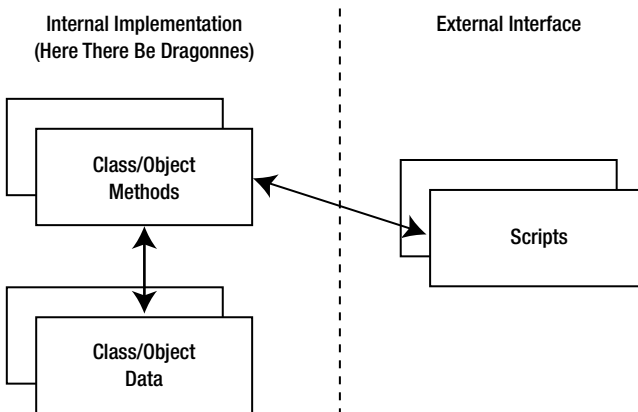 Internal Implementation
(Here There Be Dragonnes)
External Interface
Class/Object
Methods
Scripts
Class/Object
Data